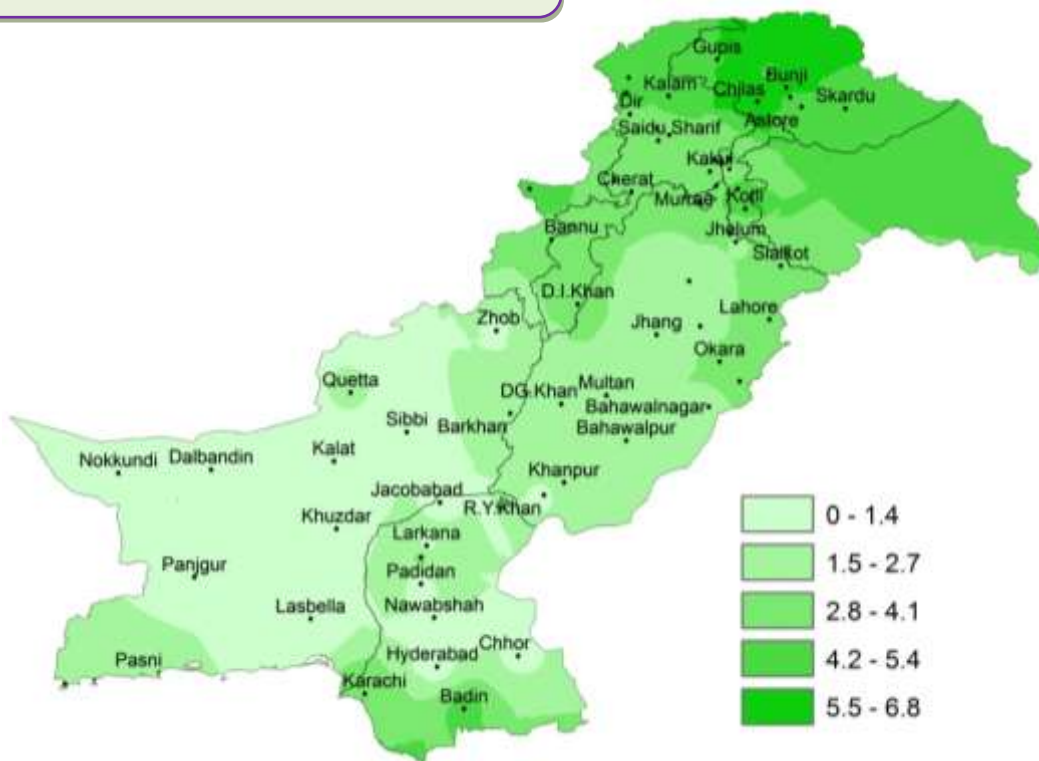 Gupis
Bunji
Kalam
Chilas
Skardu
Dir
Astore
Saidu Sharif
Kakul
Cherat
Murree
Kotli
Bannu
Jhelum
Sialkot
D.I.Khan
Zhob
Jhang
Lahore
Okara
Quetta
DG.Khan
Multan
Bahawalnagar
Sibbi
Barkhan
Bahawalpur
Nokkundi
Dalbandin
Kalat
Khanpur
Jacobabad
R.Y.Khan
Khuzdar
Larkana
Panjgur
Padidan
Lasbella
Nawabshah
Chhor
Pasni
Hyderabad
Karachi
Badin
0 - 1.4
1.5 - 2.7
2.8 - 4.1
4.2 - 5.4
5.5 - 6.8